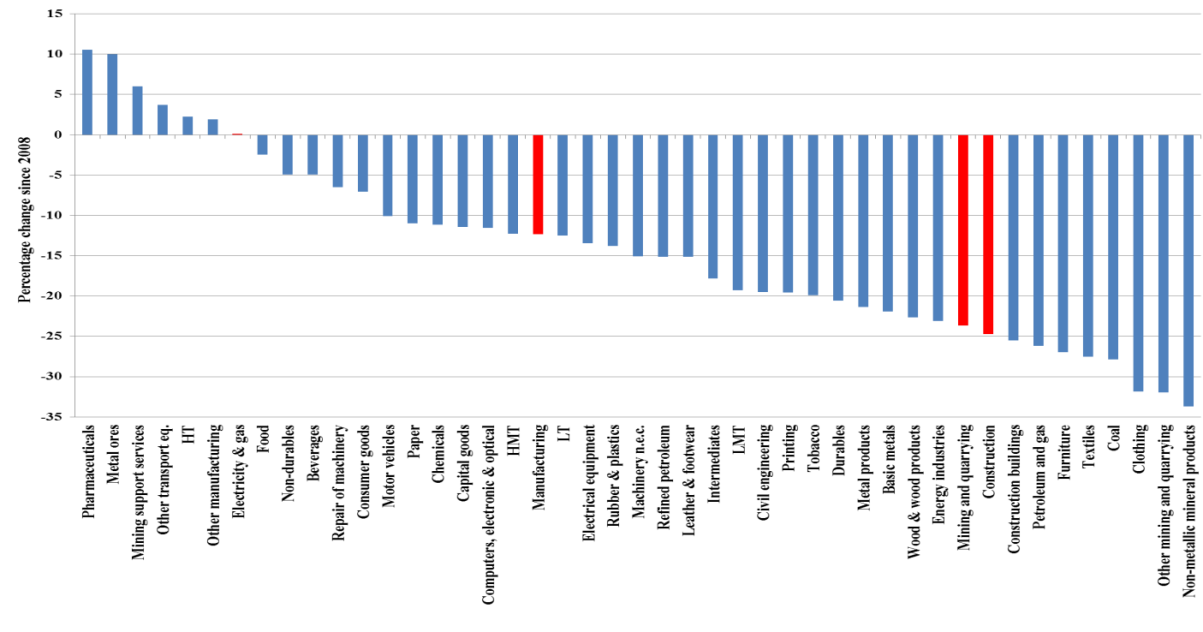 15
10
5
0
-5
-10
-15
-20
-25
-30
-35
Percentage change since 2008
Pharmaceuticals
Metal ores
Mining support services
Other transport eq.
HT
Other manufacturing
Electricity & gas
Food
Non-durables
Beverages
Repair of machinery
Consumer goods
Motor vehicles
Paper
Chemicals
Capital goods
Computers, electronic & optical
HMT
Manufacturing
LT
Electrical equipment
Rubber & plastics
Machinery n.e.c.
Refined petroleum
Leather & footwear
Intermediates
LMT
Civil engineering
Printing
Tobacco
Durables
Metal products
Basic metals
Wood & wood products
Energy industries
Mining and quarrying
Construction
Construction buildings
Petroleum and gas
Furniture
Textiles
Coal
Clothing
Other mining and quarrying
Non-metallic mineral products